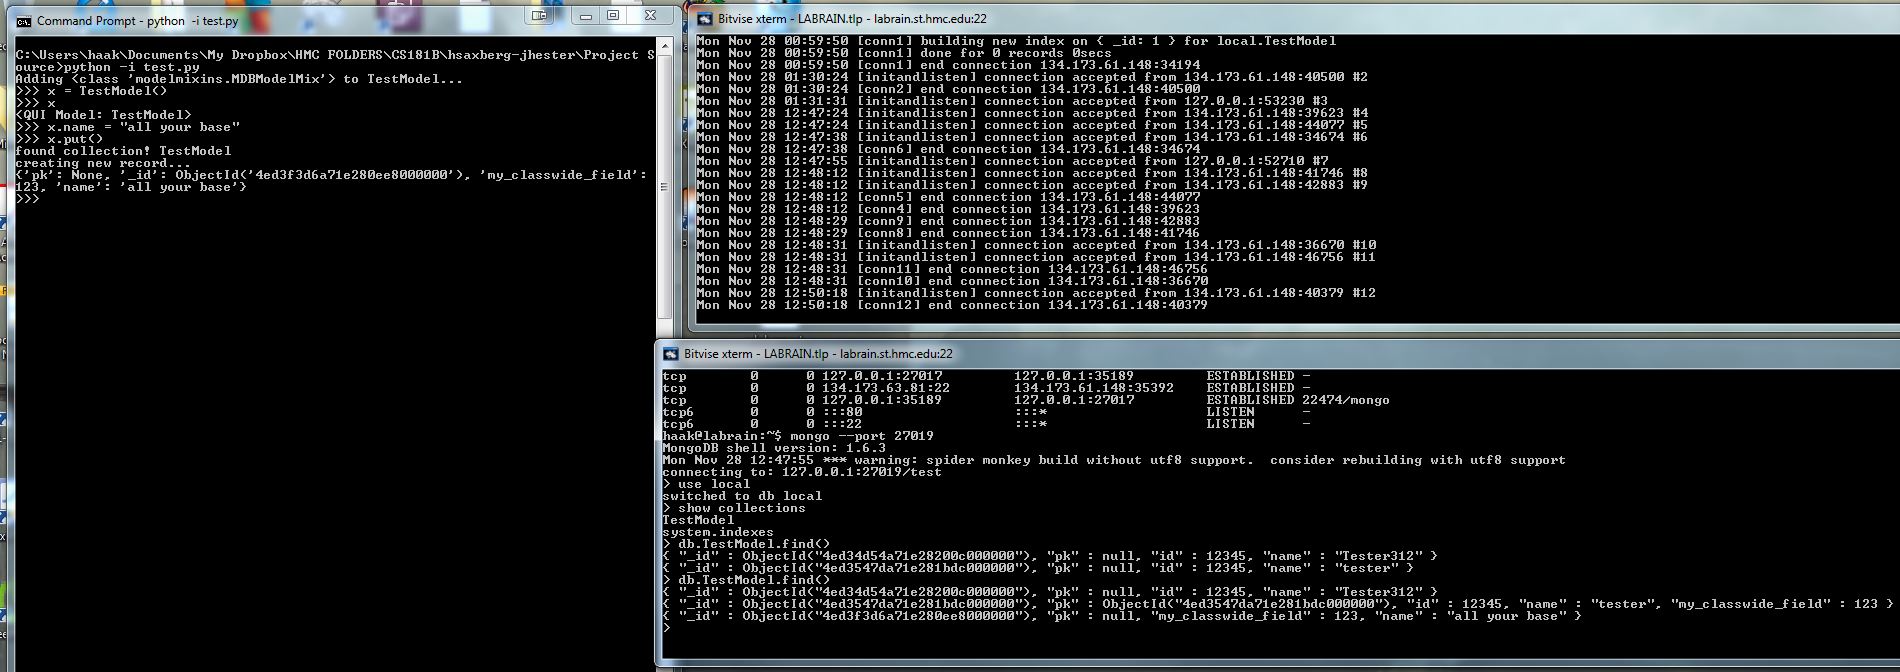 Command Prompt - python -i test.py
C:\Users\haak\Documents\My Dropbox\HMC FOLDERS\CS181B\hsaxberg-jhester\Project S
ource>python -i test.py
Adding <class 'modelmixins.MDBModelMix'> to TestModel...
>>> x = TestModel()
>>> x
<QUI Model: TestModel>
>>> x.name = "all your base"
>>> x.put()
found collection! TestModel
creating new record...
{'pk': None, '_id': ObjectId('4ed3f3d6a71e280ee8000000'), 'my_classwide_field':
123, 'name': 'all your base'}
>>>
Bitvise xterm - LABRAIN.tlp - labrain.st.hmc.edu:22
Mon Nov 28 00:59:50 [conn1] building new index on { _id: 1 } for local.TestModel
Mon Nov 28 00:59:50 [conn1] done for 0 records 0secs
Mon Nov 28 00:59:50 [conn1] end connection 134.173.61.148:34194
Mon Nov 28 01:30:24 [initandlisten] connection accepted from 134.173.61.148:40500 #2
Mon Nov 28 01:30:24 [conn2] end connection 134.173.61.148:40500
Mon Nov 28 01:31:31 [initandlisten] connection accepted from 127.0.0.1:53230 #3
Mon Nov 28 12:47:24 [initandlisten] connection accepted from 134.173.61.148:39623 #4
Mon Nov 28 12:47:24 [initandlisten] connection accepted from 134.173.61.148:44077 #5
Mon Nov 28 12:47:38 [initandlisten] connection accepted from 134.173.61.148:34674 #6
Mon Nov 28 12:47:38 [conn6] end connection 134.173.61.148:34674
Mon Nov 28 12:47:55 [initandlisten] connection accepted from 127.0.0.1:52710 #7
Mon Nov 28 12:48:12 [initandlisten] connection accepted from 134.173.61.148:41746 #8
Mon Nov 28 12:48:12 [initandlisten] connection accepted from 134.173.61.148:42883 #9
Mon Nov 28 12:48:12 [conn5] end connection 134.173.61.148:44077
Mon Nov 28 12:48:12 [conn4] end connection 134.173.61.148:39623
Mon Nov 28 12:48:29 [conn9] end connection 134.173.61.148:42883
Mon Nov 28 12:48:29 [conn8] end connection 134.173.61.148:41746
Mon Nov 28 12:48:31 [initandlisten] connection accepted from 134.173.61.148:36670 #10
Mon Nov 28 12:48:31 [initandlisten] connection accepted from 134.173.61.148:46756 #11
Mon Nov 28 12:48:31 [conn11] end connection 134.173.61.148:46756
Mon Nov 28 12:48:31 [conn10] end connection 134.173.61.148:36670
Mon Nov 28 12:50:18 [initandlisten] connection accepted from 134.173.61.148:40379 #12
Mon Nov 28 12:50:18 [conn12] end connection 134.173.61.148:40379
Bitvise xterm - LABRAIN.tlp - labrain.st.hmc.edu:22
tcp 0 0 127.0.0.1:27017 127.0.0.1:35189 ESTABLISHED -
tcp 0 0 134.173.63.81:22 134.173.61.148:35392 ESTABLISHED -
tcp 0 0 127.0.0.1:35189 127.0.0.1:27017 ESTABLISHED 22474/mongo
tcp6 0 0 :::80 :::* LISTEN -
tcp6 0 0 :::22 :::* LISTEN -
haak@labrain:~$ mongo --port 27019
MongoDB shell version: 1.6.3
Mon Nov 28 12:47:55 *** warning: spider monkey build without utf8 support.  consider rebuilding with utf8 support
connecting to: 127.0.0.1:27019/test
> use local
switched to db local
> show collections
TestModel
system.indexes
> db.TestModel.find()
{ "_id" : ObjectId("4ed34d54a71e28200c000000"), "pk" : null, "id" : 12345, "name" : "Tester312" }
{ "_id" : ObjectId("4ed3547da71e281bdc000000"), "pk" : null, "id" : 12345, "name" : "tester" }
> db.TestModel.find()
{ "_id" : ObjectId("4ed34d54a71e28200c000000"), "pk" : null, "id" : 12345, "name" : "Tester312" }
{ "_id" : ObjectId("4ed3547da71e281bdc000000"), "pk" : ObjectId("4ed3547da71e281bdc000000"), "id" : 12345, "name" : "tester", "my_classwide_field" : 123 }
{ "_id" : ObjectId("4ed3f3d6a71e280ee8000000"), "pk" : null, "my_classwide_field" : 123, "name" : "all your base" }
>